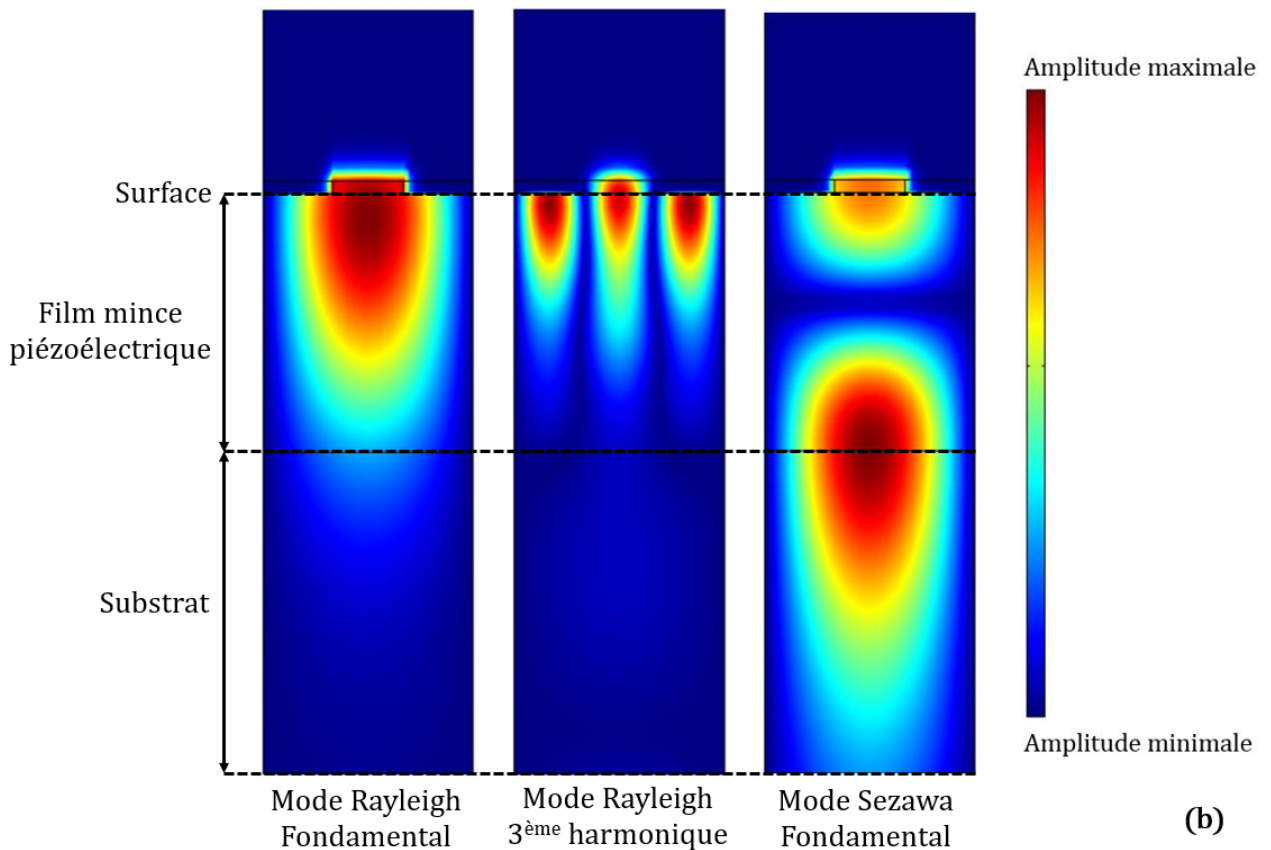 Amplitude maximale
Surface
Film mince
piézoélectrique
Substrat
Amplitude minimale
Mode Rayleigh
Fondamental
Mode Rayleigh
3ème harmonique
Mode Sezawa
Fondamental
(b)